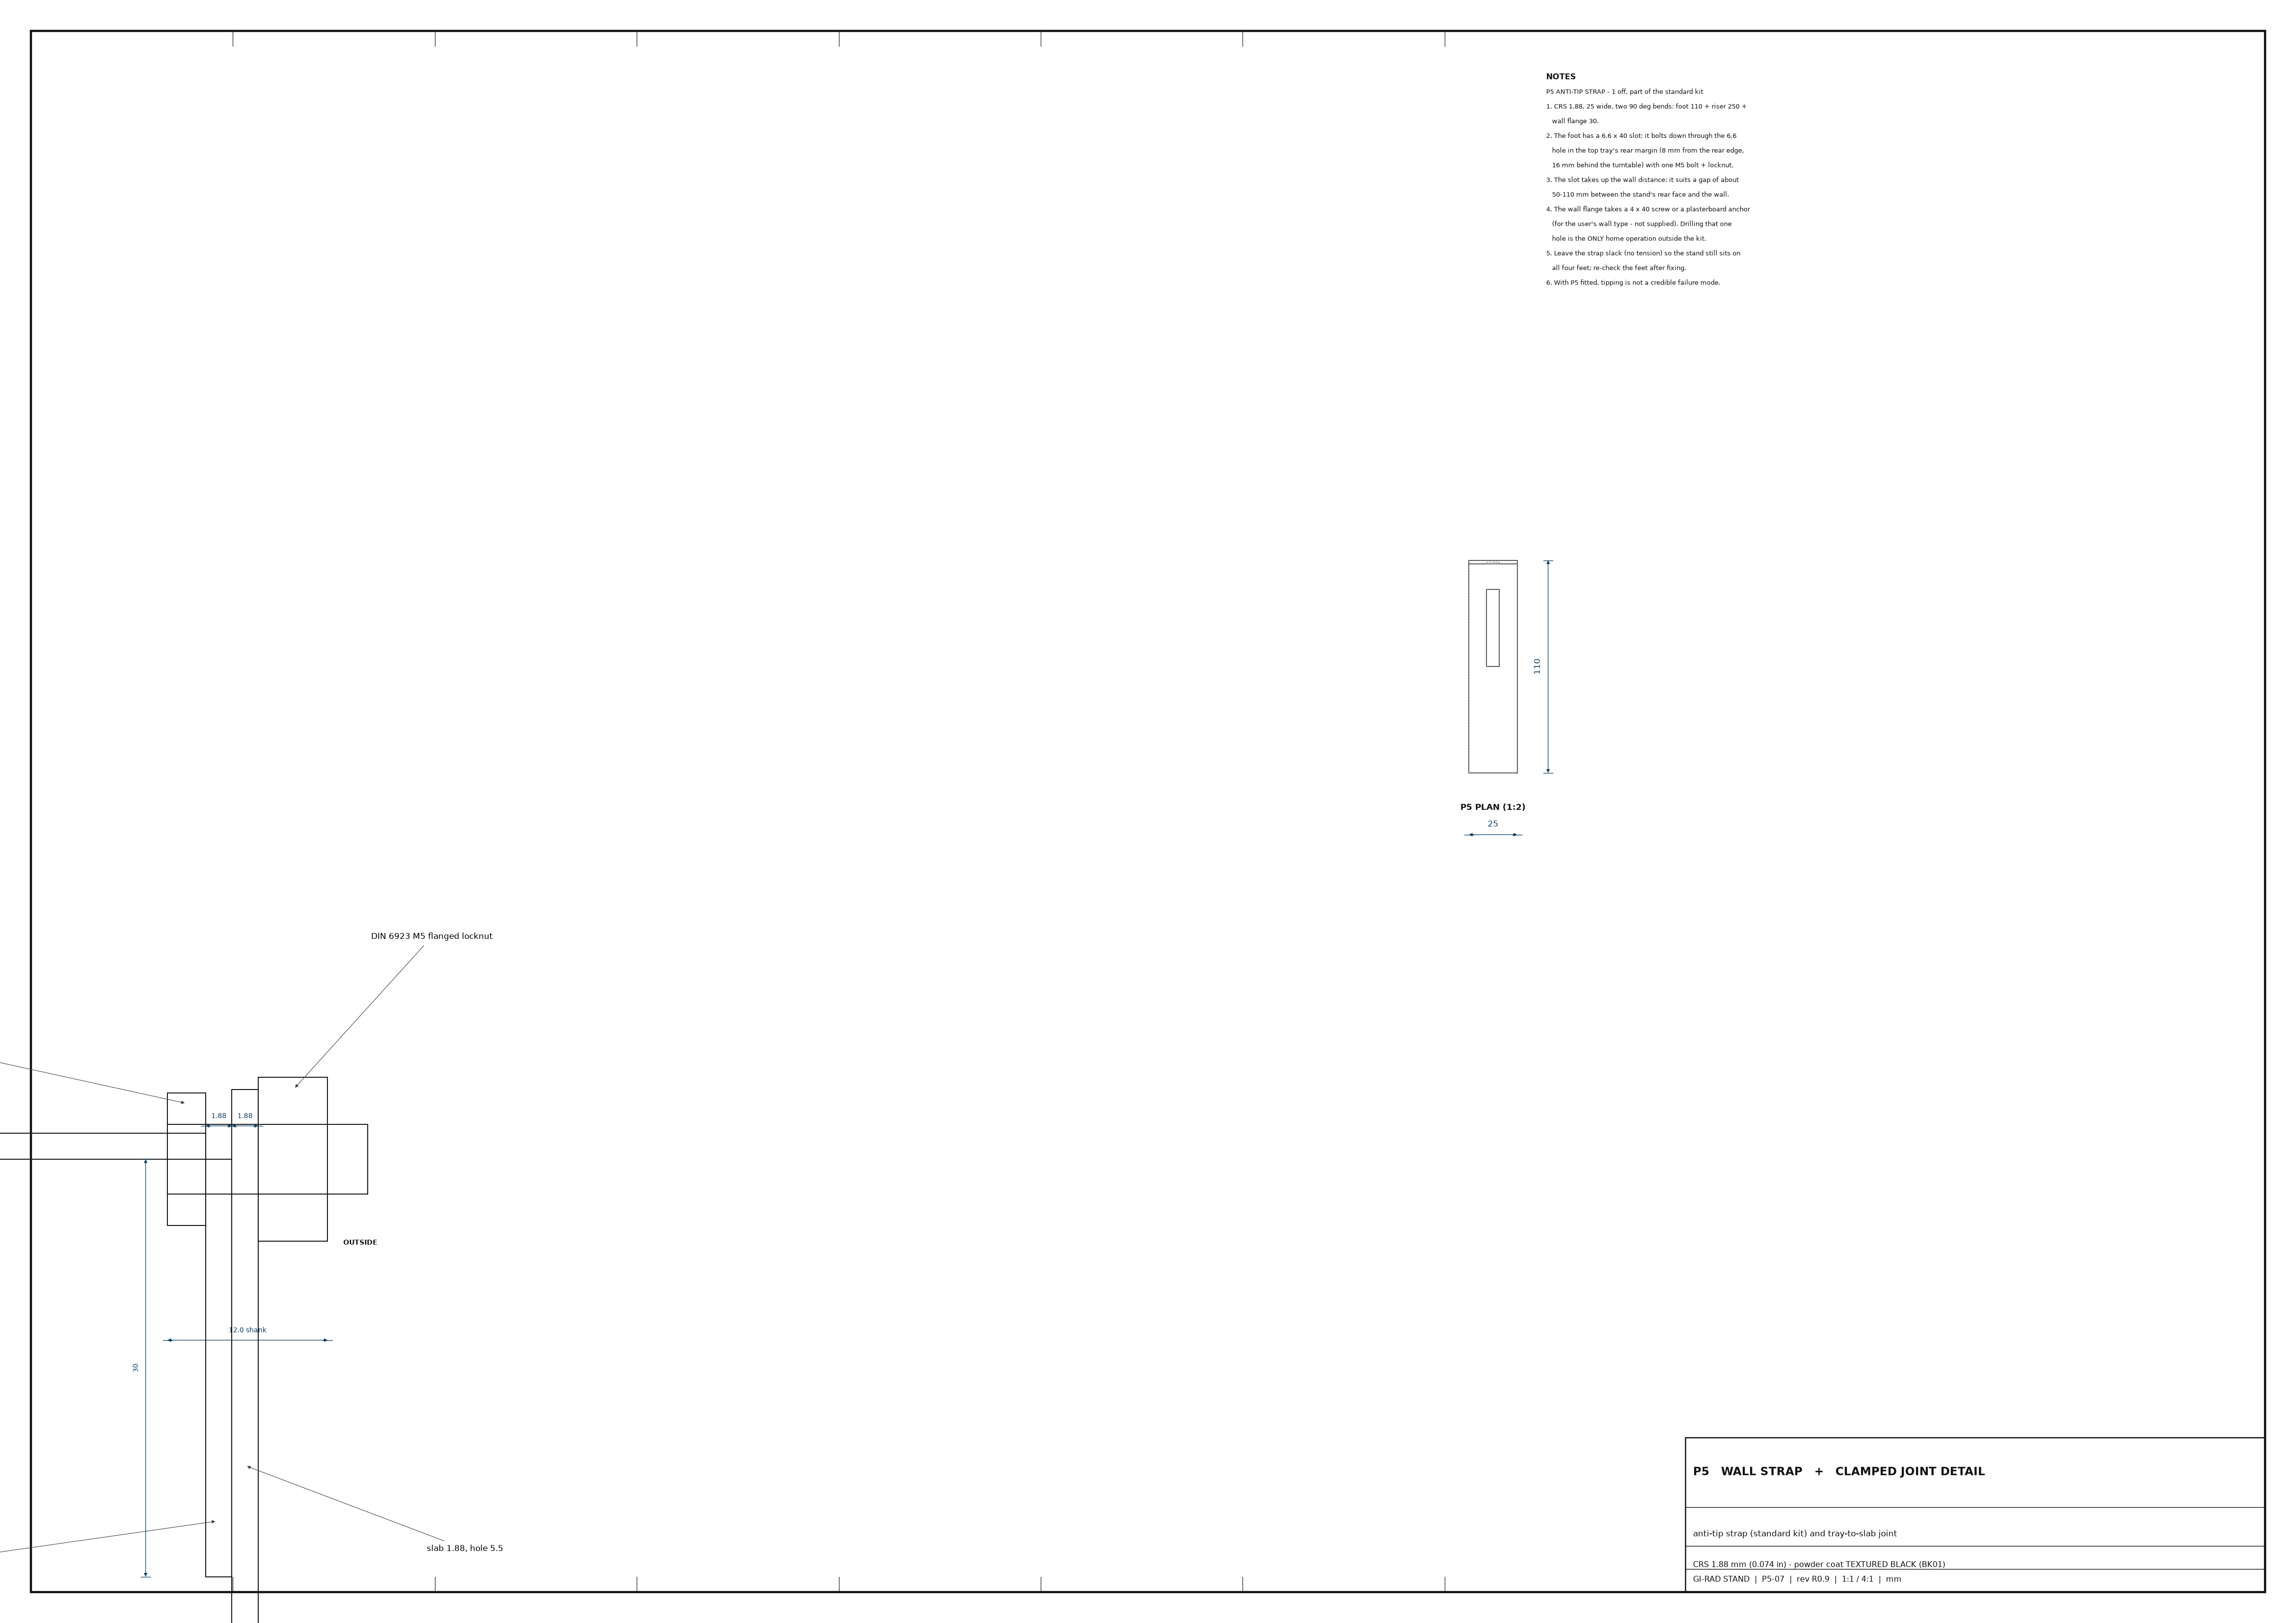 NOTES
P5 ANTI-TIP STRAP - 1 off, part of the standard kit
1. CRS 1.88, 25 wide, two 90 deg bends: foot 110 + riser 250 +
wall flange 30.
2. The foot has a 6.6 x 40 slot: it bolts down through the 6.6
hole in the top tray's rear margin (8 mm from the rear edge,
16 mm behind the turntable) with one M5 bolt + locknut.
3. The slot takes up the wall distance: it suits a gap of about
50-110 mm between the stand's rear face and the wall.
4. The wall flange takes a 4 x 40 screw or a plasterboard anchor
(for the user's wall type - not supplied). Drilling that one
hole is the ONLY home operation outside the kit.
5. Leave the strap slack (no tension) so the stand still sits on
all four feet; re-check the feet after fixing.
6. With P5 fitted, tipping is not a credible failure mode.
110
P5 PLAN (1:2)
25
DIN 6923 M5 flanged locknut
1.88 1.88
OUTSIDE
12.0 shank
30
slab 1.88, hole 5.5
P5 WALL STRAP + CLAMPED JOINT DETAIL
anti-tip strap (standard kit) and tray-to-slab joint
CRS 1.88 mm (0.074 in) - powder coat TEXTURED BLACK (BK01)
GI-RAD STAND | P5-07 | rev R0.9 | 1:1 / 4:1 | mm